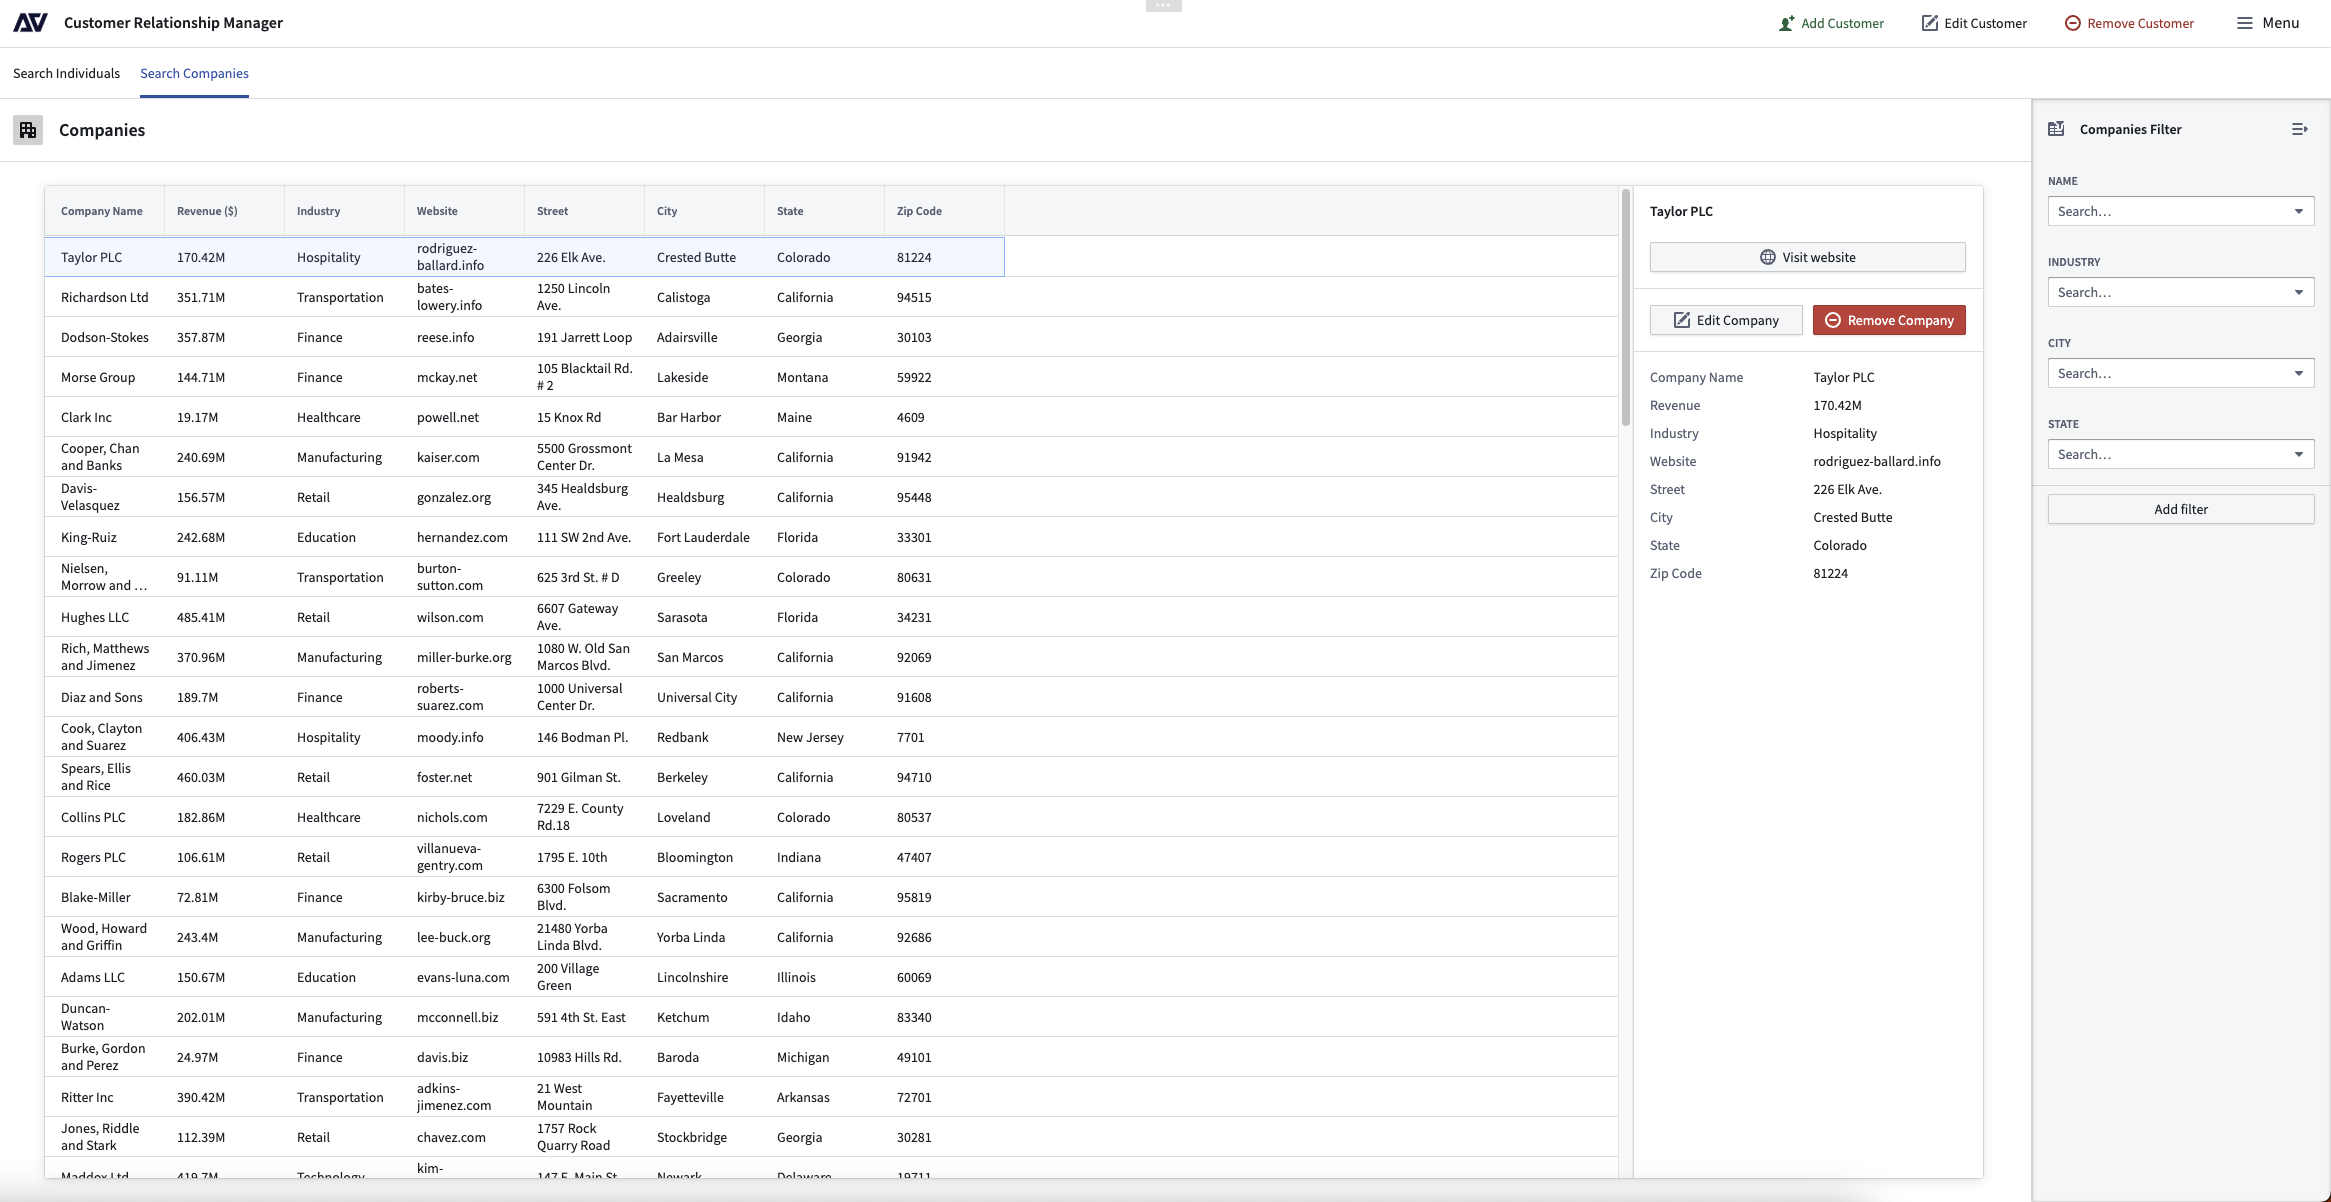 Customer Relationship Manager
Add Customer
Edit Customer
Remove Customer
Menu
Search Individuals
Search Companies
Companies
Company Name Revenue ($) Industry Website Street City State Zip Code
Taylor PLC 170.42M Hospitality rodriguez-ballard.info 226 Elk Ave. Crested Butte Colorado 81224
Richardson Ltd 351.71M Transportation bates-lowery.info 1250 Lincoln Ave. Calistoga California 94515
Dodson-Stokes 357.87M Finance reese.info 191 Jarrett Loop Adairsville Georgia 30103
Morse Group 144.71M Finance mckay.net 105 Blacktail Rd. # 2 Lakeside Montana 59922
Clark Inc 19.17M Healthcare powell.net 15 Knox Rd Bar Harbor Maine 4609
Cooper, Chan and Banks 240.69M Manufacturing kaiser.com 5500 Grossmont Center Dr. La Mesa California 91942
Davis-Velasquez 156.57M Retail gonzalez.org 345 Healdsburg Ave. Healdsburg California 95448
King-Ruiz 242.68M Education hernandez.com 111 SW 2nd Ave. Fort Lauderdale Florida 33301
Nielsen, Morrow and ... 91.11M Transportation burton-sutton.com 625 3rd St. # D Greeley Colorado 80631
Hughes LLC 485.41M Retail wilson.com 6607 Gateway Ave. Sarasota Florida 34231
Rich, Matthews and Jimenez 370.96M Manufacturing miller-burke.org 1080 W. Old San Marcos Blvd. San Marcos California 92069
Diaz and Sons 189.7M Finance roberts-suarez.com 1000 Universal Center Dr. Universal City California 91608
Cook, Clayton and Suarez 406.43M Hospitality moody.info 146 Bodman Pl. Redbank New Jersey 7701
Spears, Ellis and Rice 460.03M Retail foster.net 901 Gilman St. Berkeley California 94710
Collins PLC 182.86M Healthcare nichols.com 7229 E. County Rd.18 Loveland Colorado 80537
Rogers PLC 106.61M Retail villanueva-gentry.com 1795 E. 10th Bloomington Indiana 47407
Blake-Miller 72.81M Finance kirby-bruce.biz 6300 Folsom Blvd. Sacramento California 95819
Wood, Howard and Griffin 243.4M Manufacturing lee-buck.org 21480 Yorba Linda Blvd. Yorba Linda California 92686
Adams LLC 150.67M Education evans-luna.com 200 Village Green Lincolnshire Illinois 60069
Duncan-Watson 202.01M Manufacturing mcconnell.biz 591 4th St. East Ketchum Idaho 83340
Burke, Gordon and Perez 24.97M Finance davis.biz 10983 Hills Rd. Baroda Michigan 49101
Ritter Inc 390.42M Transportation adkins-jimenez.com 21 West Mountain Fayetteville Arkansas 72701
Jones, Riddle and Stark 112.39M Retail chavez.com 1757 Rock Quarry Road Stockbridge Georgia 30281
Maddox Ltd 419.7M Technology kim- 147 E. Main St. Newark Delaware 19711
Taylor PLC
Visit website
Edit Company
Remove Company
Company Name Taylor PLC
Revenue 170.42M
Industry Hospitality
Website rodriguez-ballard.info
Street 226 Elk Ave.
City Crested Butte
State Colorado
Zip Code 81224
Companies Filter
NAME
Search...
INDUSTRY
Search...
CITY
Search...
STATE
Search...
Add filter